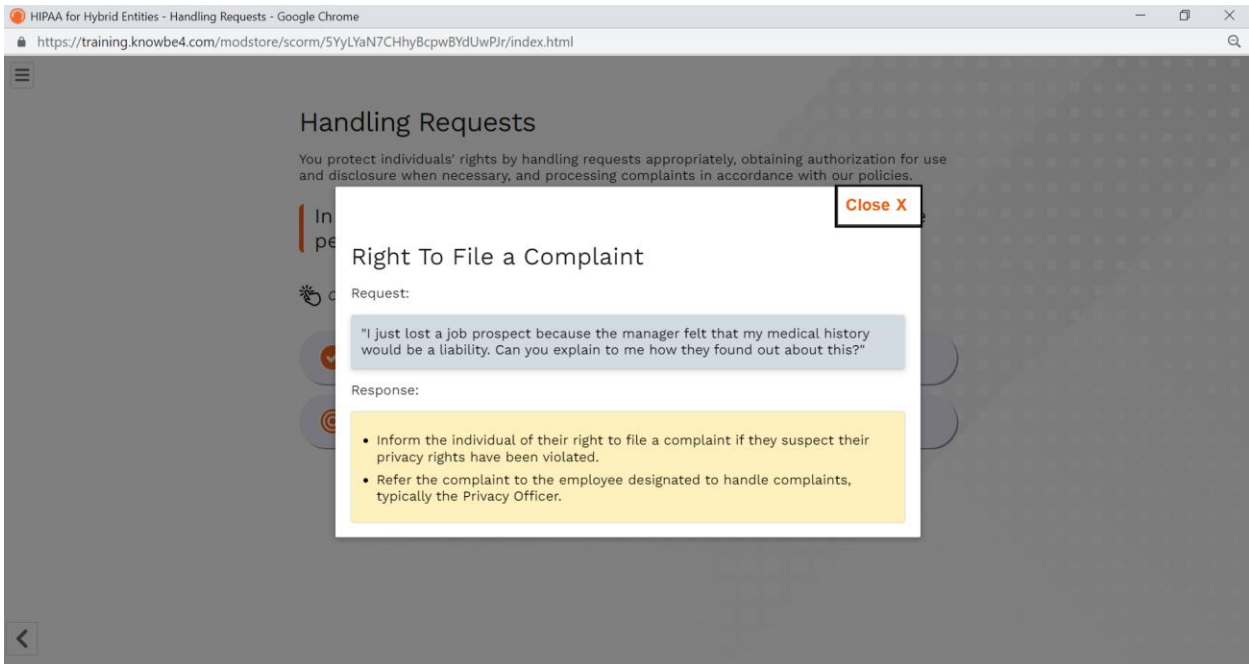 HIPAA for Hybrid Entities - Handling Requests - Google Chrome
https://training.knowbe4.com/modstore/scorm/5YyLYaN7CHhyBcpwBYdUwPJr/index.html
Handling Requests
You protect individuals' rights by handling requests appropriately, obtaining authorization for use
and disclosure when necessary, and processing complaints in accordance with our policies.
In
pe
Close X
Right To File a Complaint
Request:
"I just lost a job prospect because the manager felt that my medical history
would be a liability. Can you explain to me how they found out about this?"
Response:
• Inform the individual of their right to file a complaint if they suspect their
privacy rights have been violated.
• Refer the complaint to the employee designated to handle complaints,
typically the Privacy Officer.